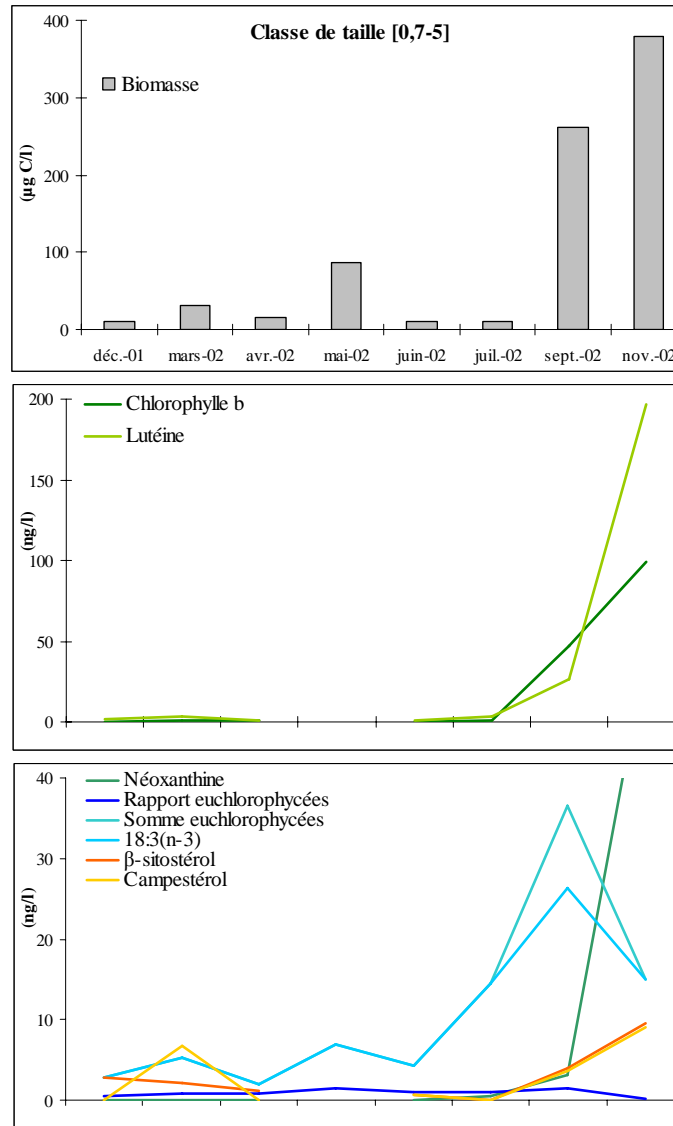 Classe de taille [0,7-5]
Biomasse
(µg C/l)
400
300
200
100
0
déc.-01 mars-02 avr.-02 mai-02 juin-02 juil.-02 sept.-02 nov.-02
Chlorophylle b
Lutéine
(ng/l)
200
150
100
50
0
Néoxanthine
Rapport euchlorophycées
Somme euchlorophycées
18:3(n-3)
β-sitostérol
Campestérol
(ng/l)
40
30
20
10
0